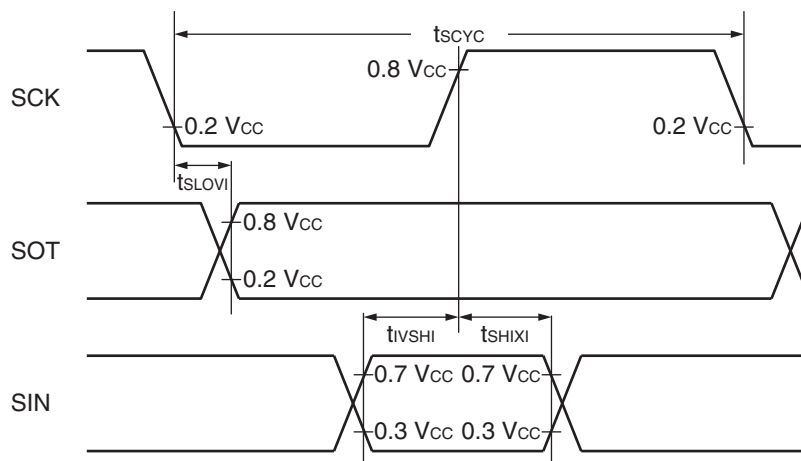 tSCYC
SCK
0.8 VCC
0.2 VCC
0.2 VCC
tSLOVI
SOT
0.8 VCC
0.2 VCC
tIVSHI
tSHIXI
SIN
0.7 VCC
0.7 VCC
0.3 VCC
0.3 VCC